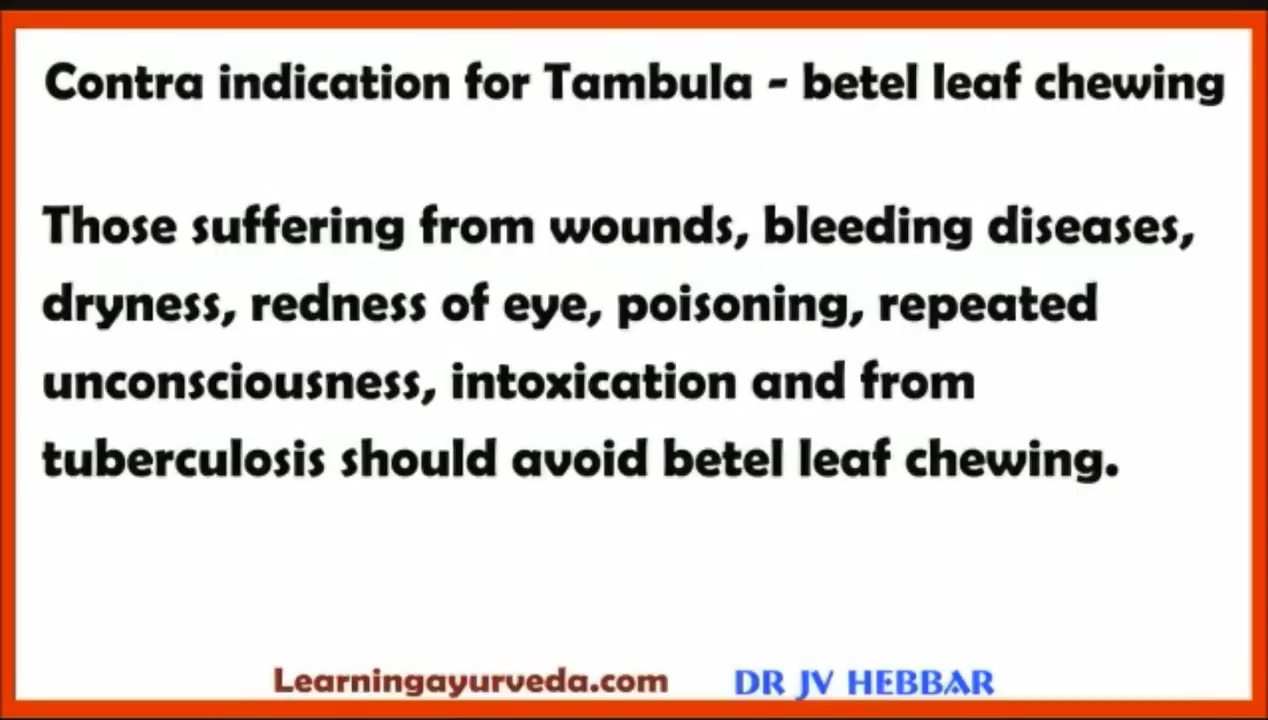 Contra indication for Tambula - betel leaf chewing
Those suffering from wounds, bleeding diseases,
dryness, redness of eye, poisoning, repeated
unconsciousness, intoxication and from
tuberculosis should avoid betel leaf chewing.
Learningayurveda.com DR JV HEBBAR